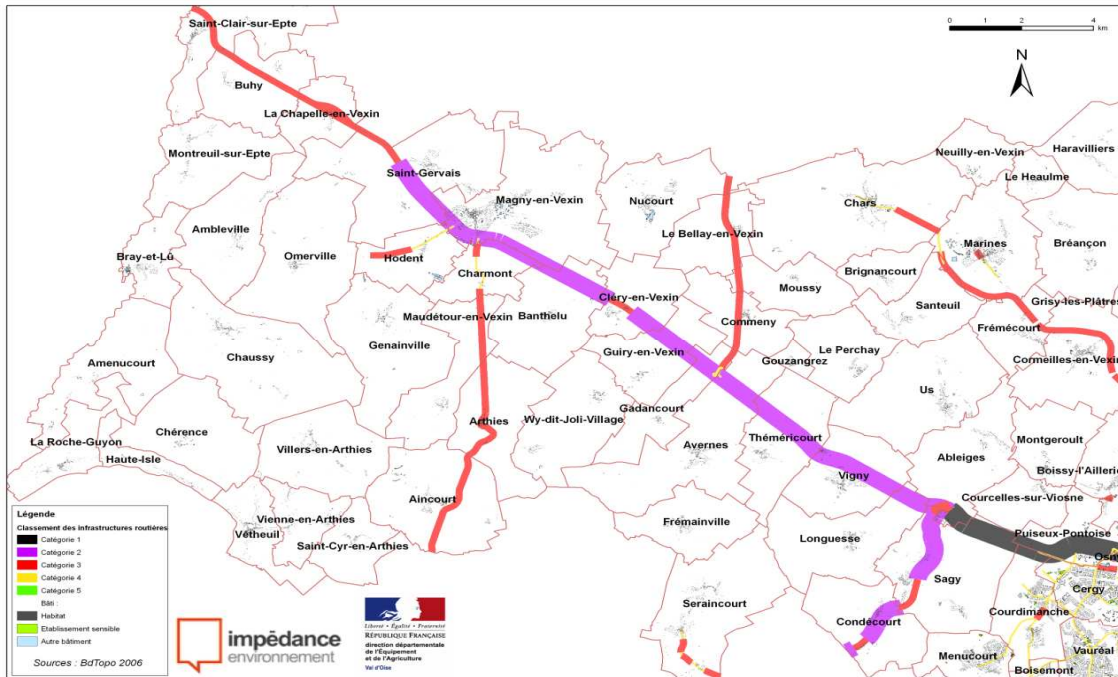 Saint-Clair-sur-Epte
0 1 2 4
km
N
Buhy
La Chapelle-en-Vexin
Montreuil-sur-Epte
Saint-Gervais
Magny-en-Vexin
Nucourt
Neuilly-en-Vexin
Haravilliers
Le Heaulme
Chars
Ambleville
Le Bellay-en-Vexin
Marines
Bréançon
Bray-et-Lû
Omerville
Hodent
Charmont
Brignancourt
Moussy
Cléry-en-Vexin
Santeuil
Grisy-les-Plâtres
Maudétour-en-Vexin
Banthelu
Commeny
Frémécourt
Genainville
Guiry-en-Vexin
Le Perchay
Gouzangrez
Cormeilles-en-Vexin
Amenucourt
Chaussy
Us
Gadancourt
Chérence
Arthies
Wy-dit-Joli-Village
La Roche-Guyon
Haute-Isle
Villers-en-Arthies
Avernes
Théméricourt
Montgeroult
Ableiges
Boissy-l'Aillerie
Vigny
Aincourt
Courcelles-sur-Viosne
Vienne-en-Arthies
Vétheuil
Frémainville
Puiseux-Pontoise
Saint-Cyr-en-Arthies
Longuesse
Osny
Sagy
Cergy
Seraincourt
Courdimanche
Condécourt
Vauréal
Menucourt
Boisemont
Légende
Classement des infrastructures routières
Catégorie 1
Catégorie 2
Catégorie 3
Catégorie 4
Catégorie 5
Bâti :
Habitat
Etablissement sensible
Autre bâtiment
Sources : BdTopo 2006
impédance
environnement
Liberté • Égalité • Fraternité
RÉPUBLIQUE FRANÇAISE
direction départementale
de l'Équipement
et de l'Agriculture
Val d'Oise